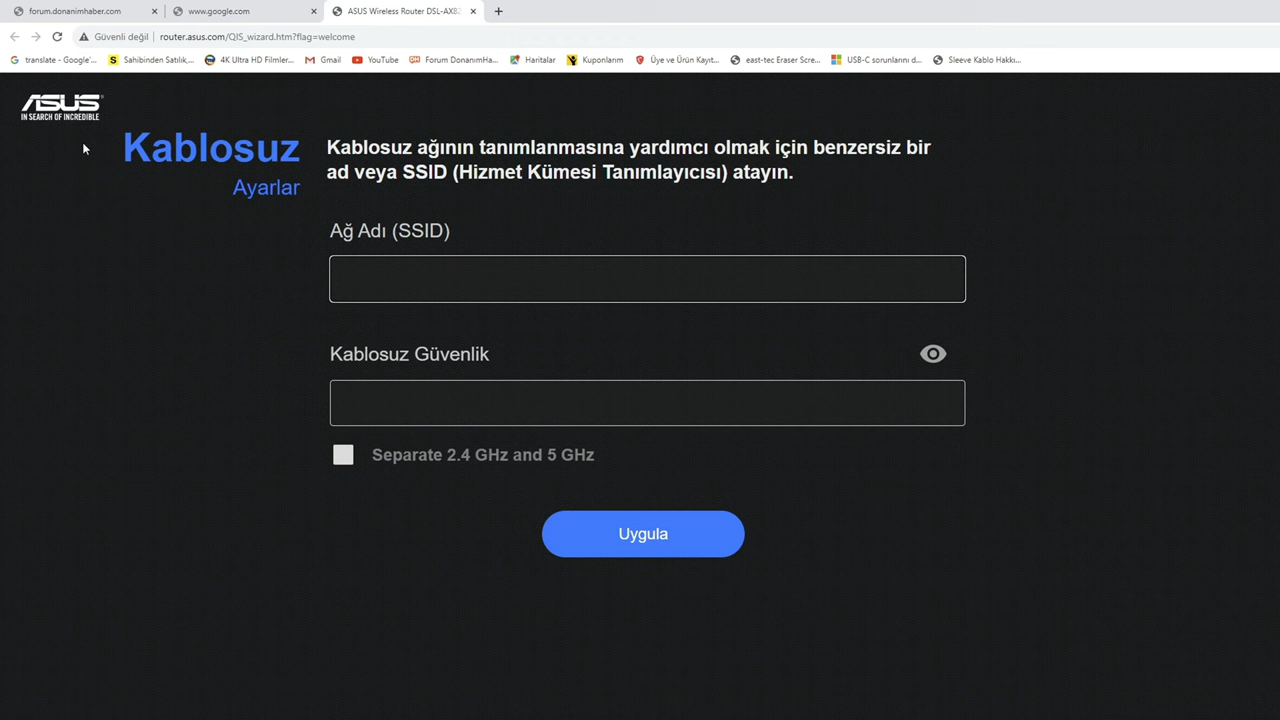 forum.donanimhaber.com
www.google.com
ASUS Wireless Router DSL-AX82
Güvenli değil
router.asus.com/QIS_wizard.htm?flag=welcome
translate - Google'...
Sahibinden Satılık,...
4K Ultra HD Filmler...
Gmail
YouTube
Forum DonanımHa...
Haritalar
Kuponlarım
Üye ve Ürün Kayıt...
east-tec Eraser Scre...
USB-C sorunlarını d...
Sleeve Kablo Hakkı...
ASUS
IN SEARCH OF INCREDIBLE
Kablosuz
Ayarlar
Kablosuz ağının tanımlanmasına yardımcı olmak için benzersiz bir
ad veya SSID (Hizmet Kümesi Tanımlayıcısı) atayın.
Ağ Adı (SSID)
Kablosuz Güvenlik
Separate 2.4 GHz and 5 GHz
Uygula